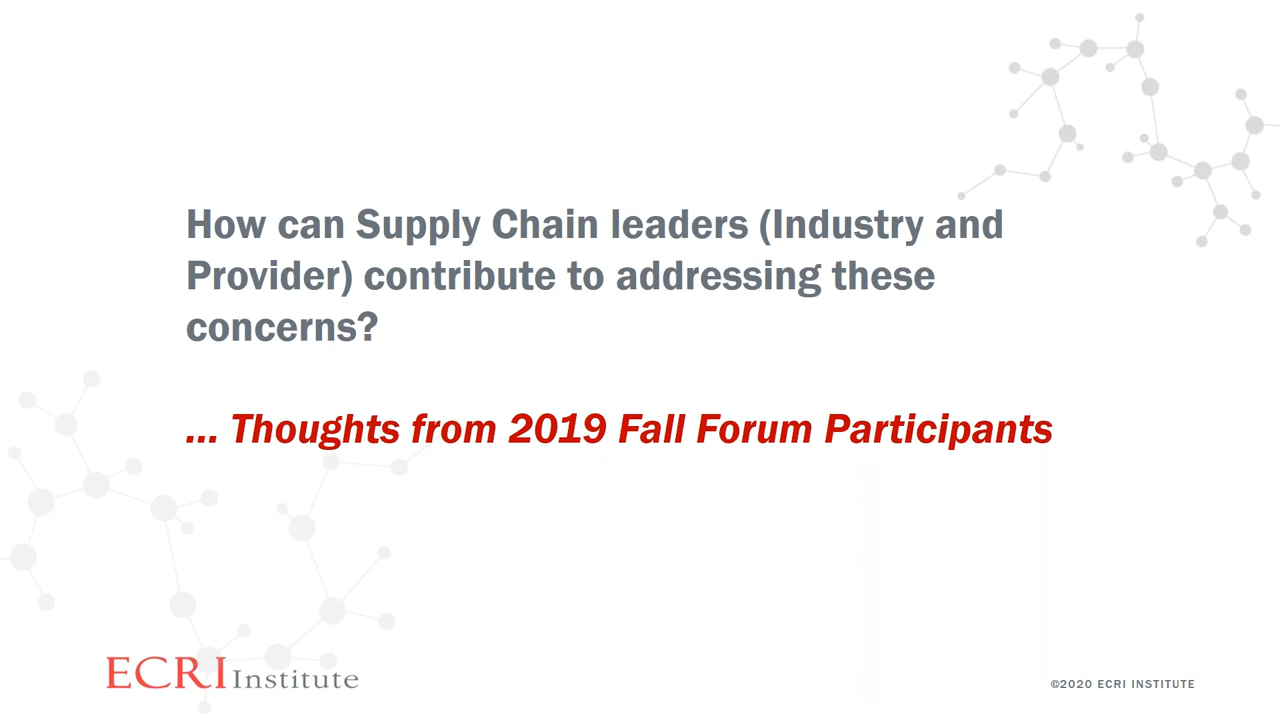 How can Supply Chain leaders (Industry and
Provider) contribute to addressing these
concerns?
... Thoughts from 2019 Fall Forum Participants
ECRI Institute
©2020 ECRI INSTITUTE